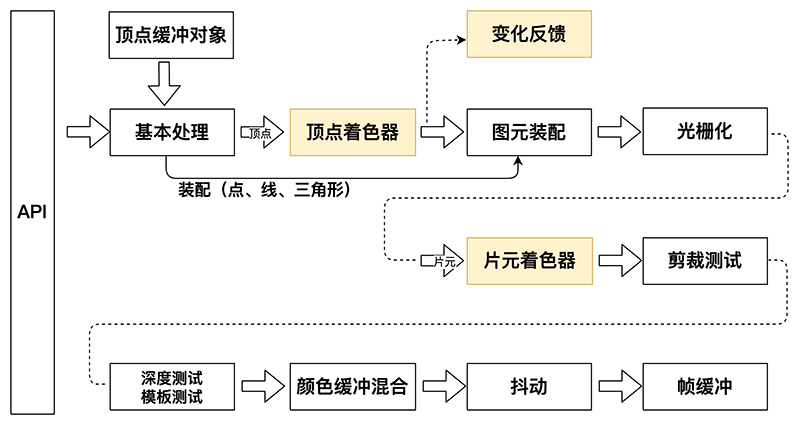 API
顶点缓冲对象
变化反馈
基本处理
顶点
顶点着色器
图元装配
光栅化
装配（点、线、三角形）
片元
片元着色器
剪裁测试
深度测试
模板测试
颜色缓冲混合
抖动
帧缓冲